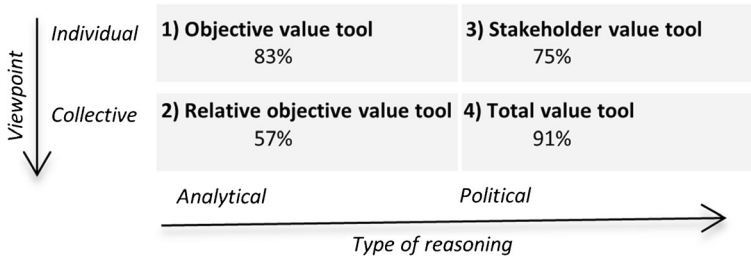 Viewpoint
Individual
1) Objective value tool
83%
3) Stakeholder value tool
75%
Collective
2) Relative objective value tool
57%
4) Total value tool
91%
Analytical
Political
Type of reasoning